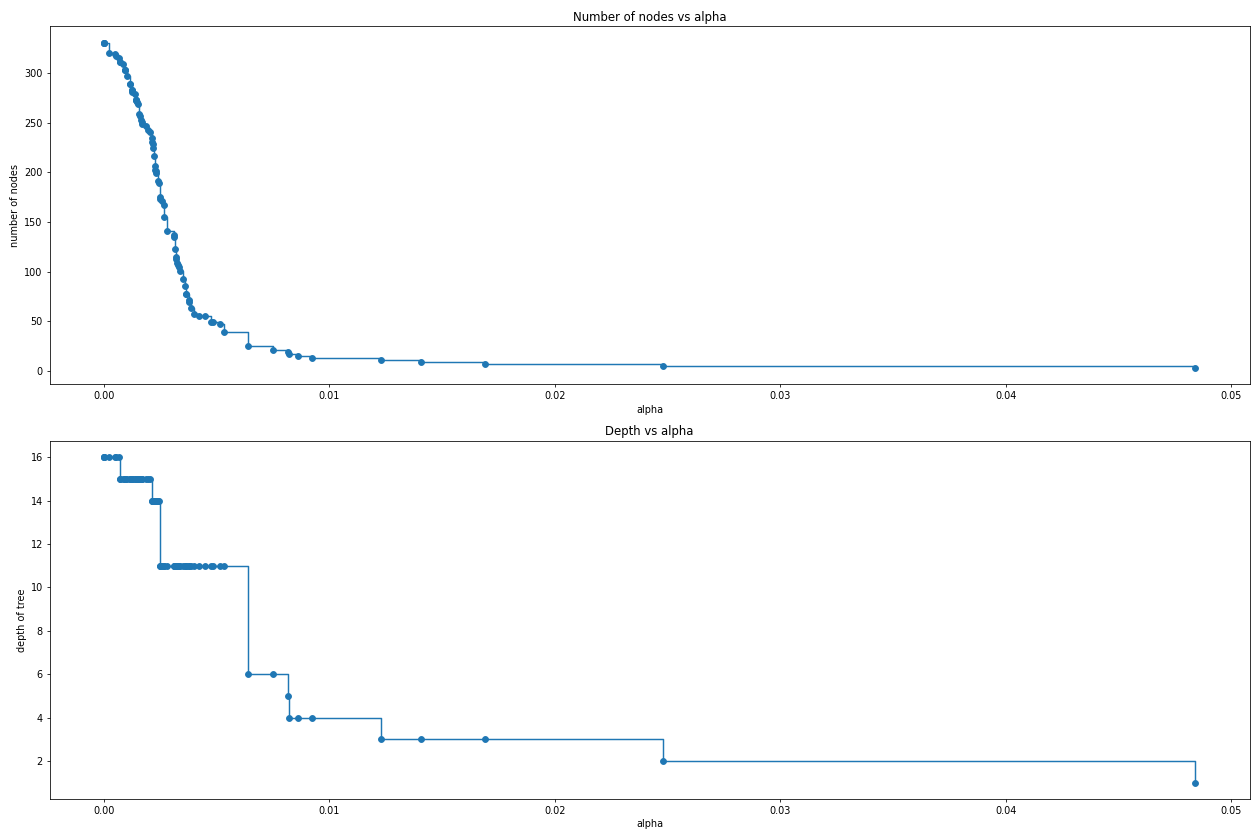 Number of nodes vs alpha
number of nodes
300
250
200
150
100
50
0
0.00 0.01 0.02 0.03 0.04 0.05
alpha
Depth vs alpha
depth of tree
16
14
12
10
8
6
4
2
0.00 0.01 0.02 0.03 0.04 0.05
alpha